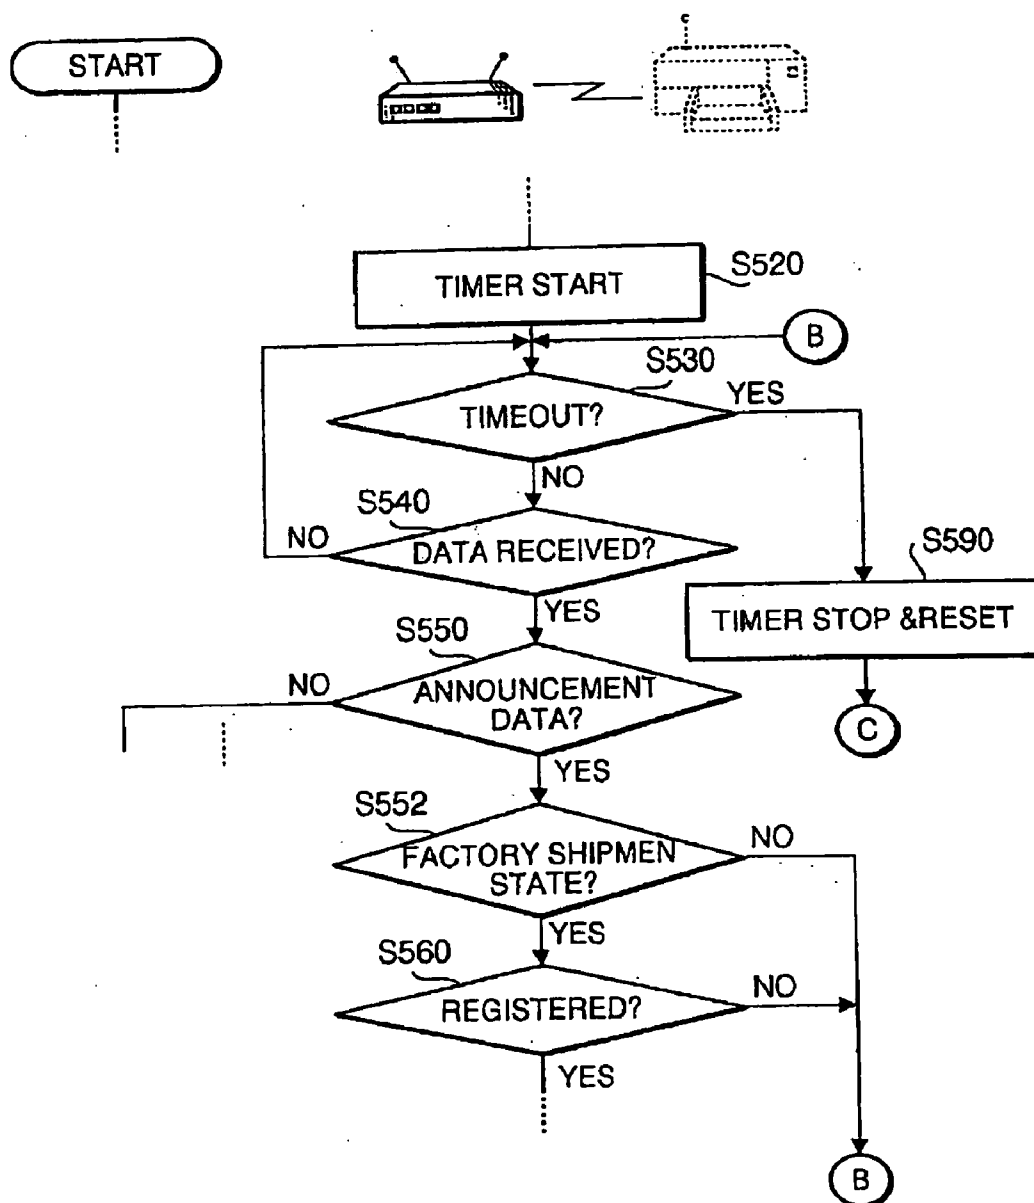 START
c
TIMER START
S520
B
S530
TIMEOUT?
YES
NO
S540
DATA RECEIVED?
NO
YES
S590
TIMER STOP &RESET
C
S550
ANNOUNCEMENT
DATA?
NO
YES
S552
FACTORY SHIPMEN
STATE?
NO
YES
S560
REGISTERED?
NO
YES
B